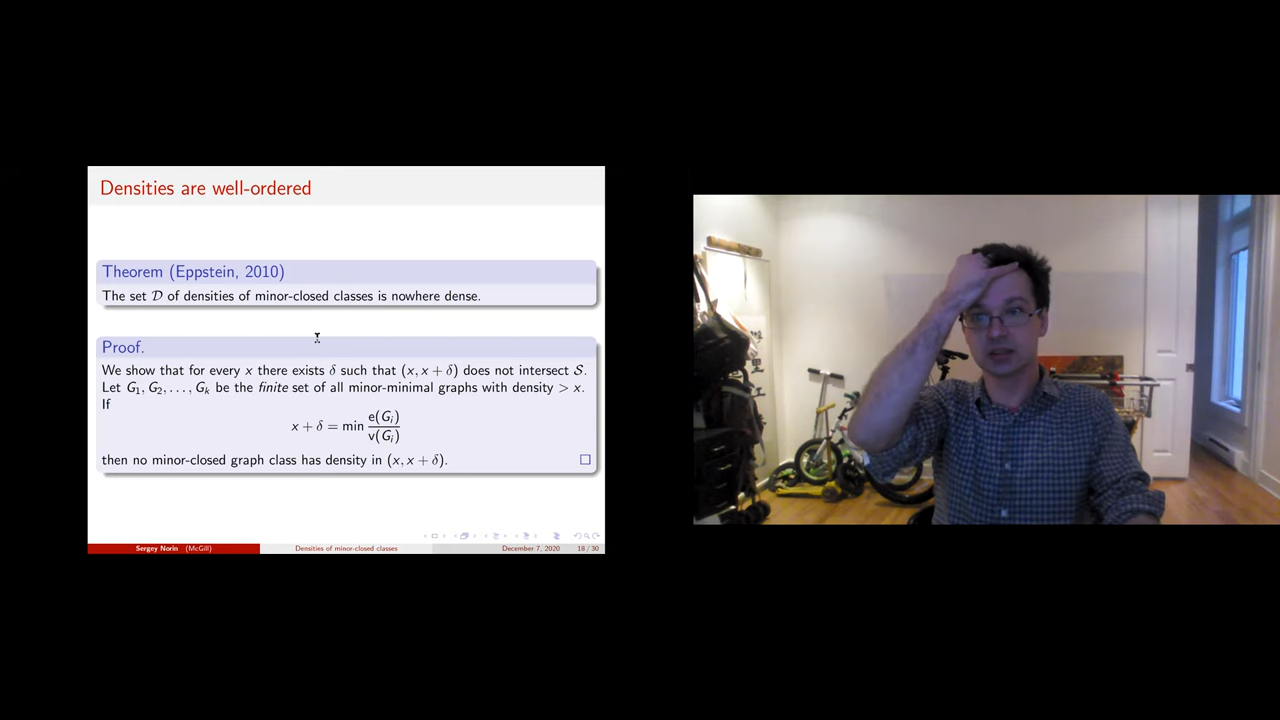 Densities are well-ordered
Theorem (Eppstein, 2010)
The set 𝒟 of densities of minor-closed classes is nowhere dense.
Proof.
We show that for every x there exists δ such that (x, x + δ) does not intersect 𝒮.
Let G₁, G₂, . . . , Gₖ be the finite set of all minor-minimal graphs with density > x.
If
x + δ = min e(Gᵢ)/v(Gᵢ)
then no minor-closed graph class has density in (x, x + δ).
Sergey Norin (McGill) Densities of minor-closed classes December 7, 2020 18 / 30